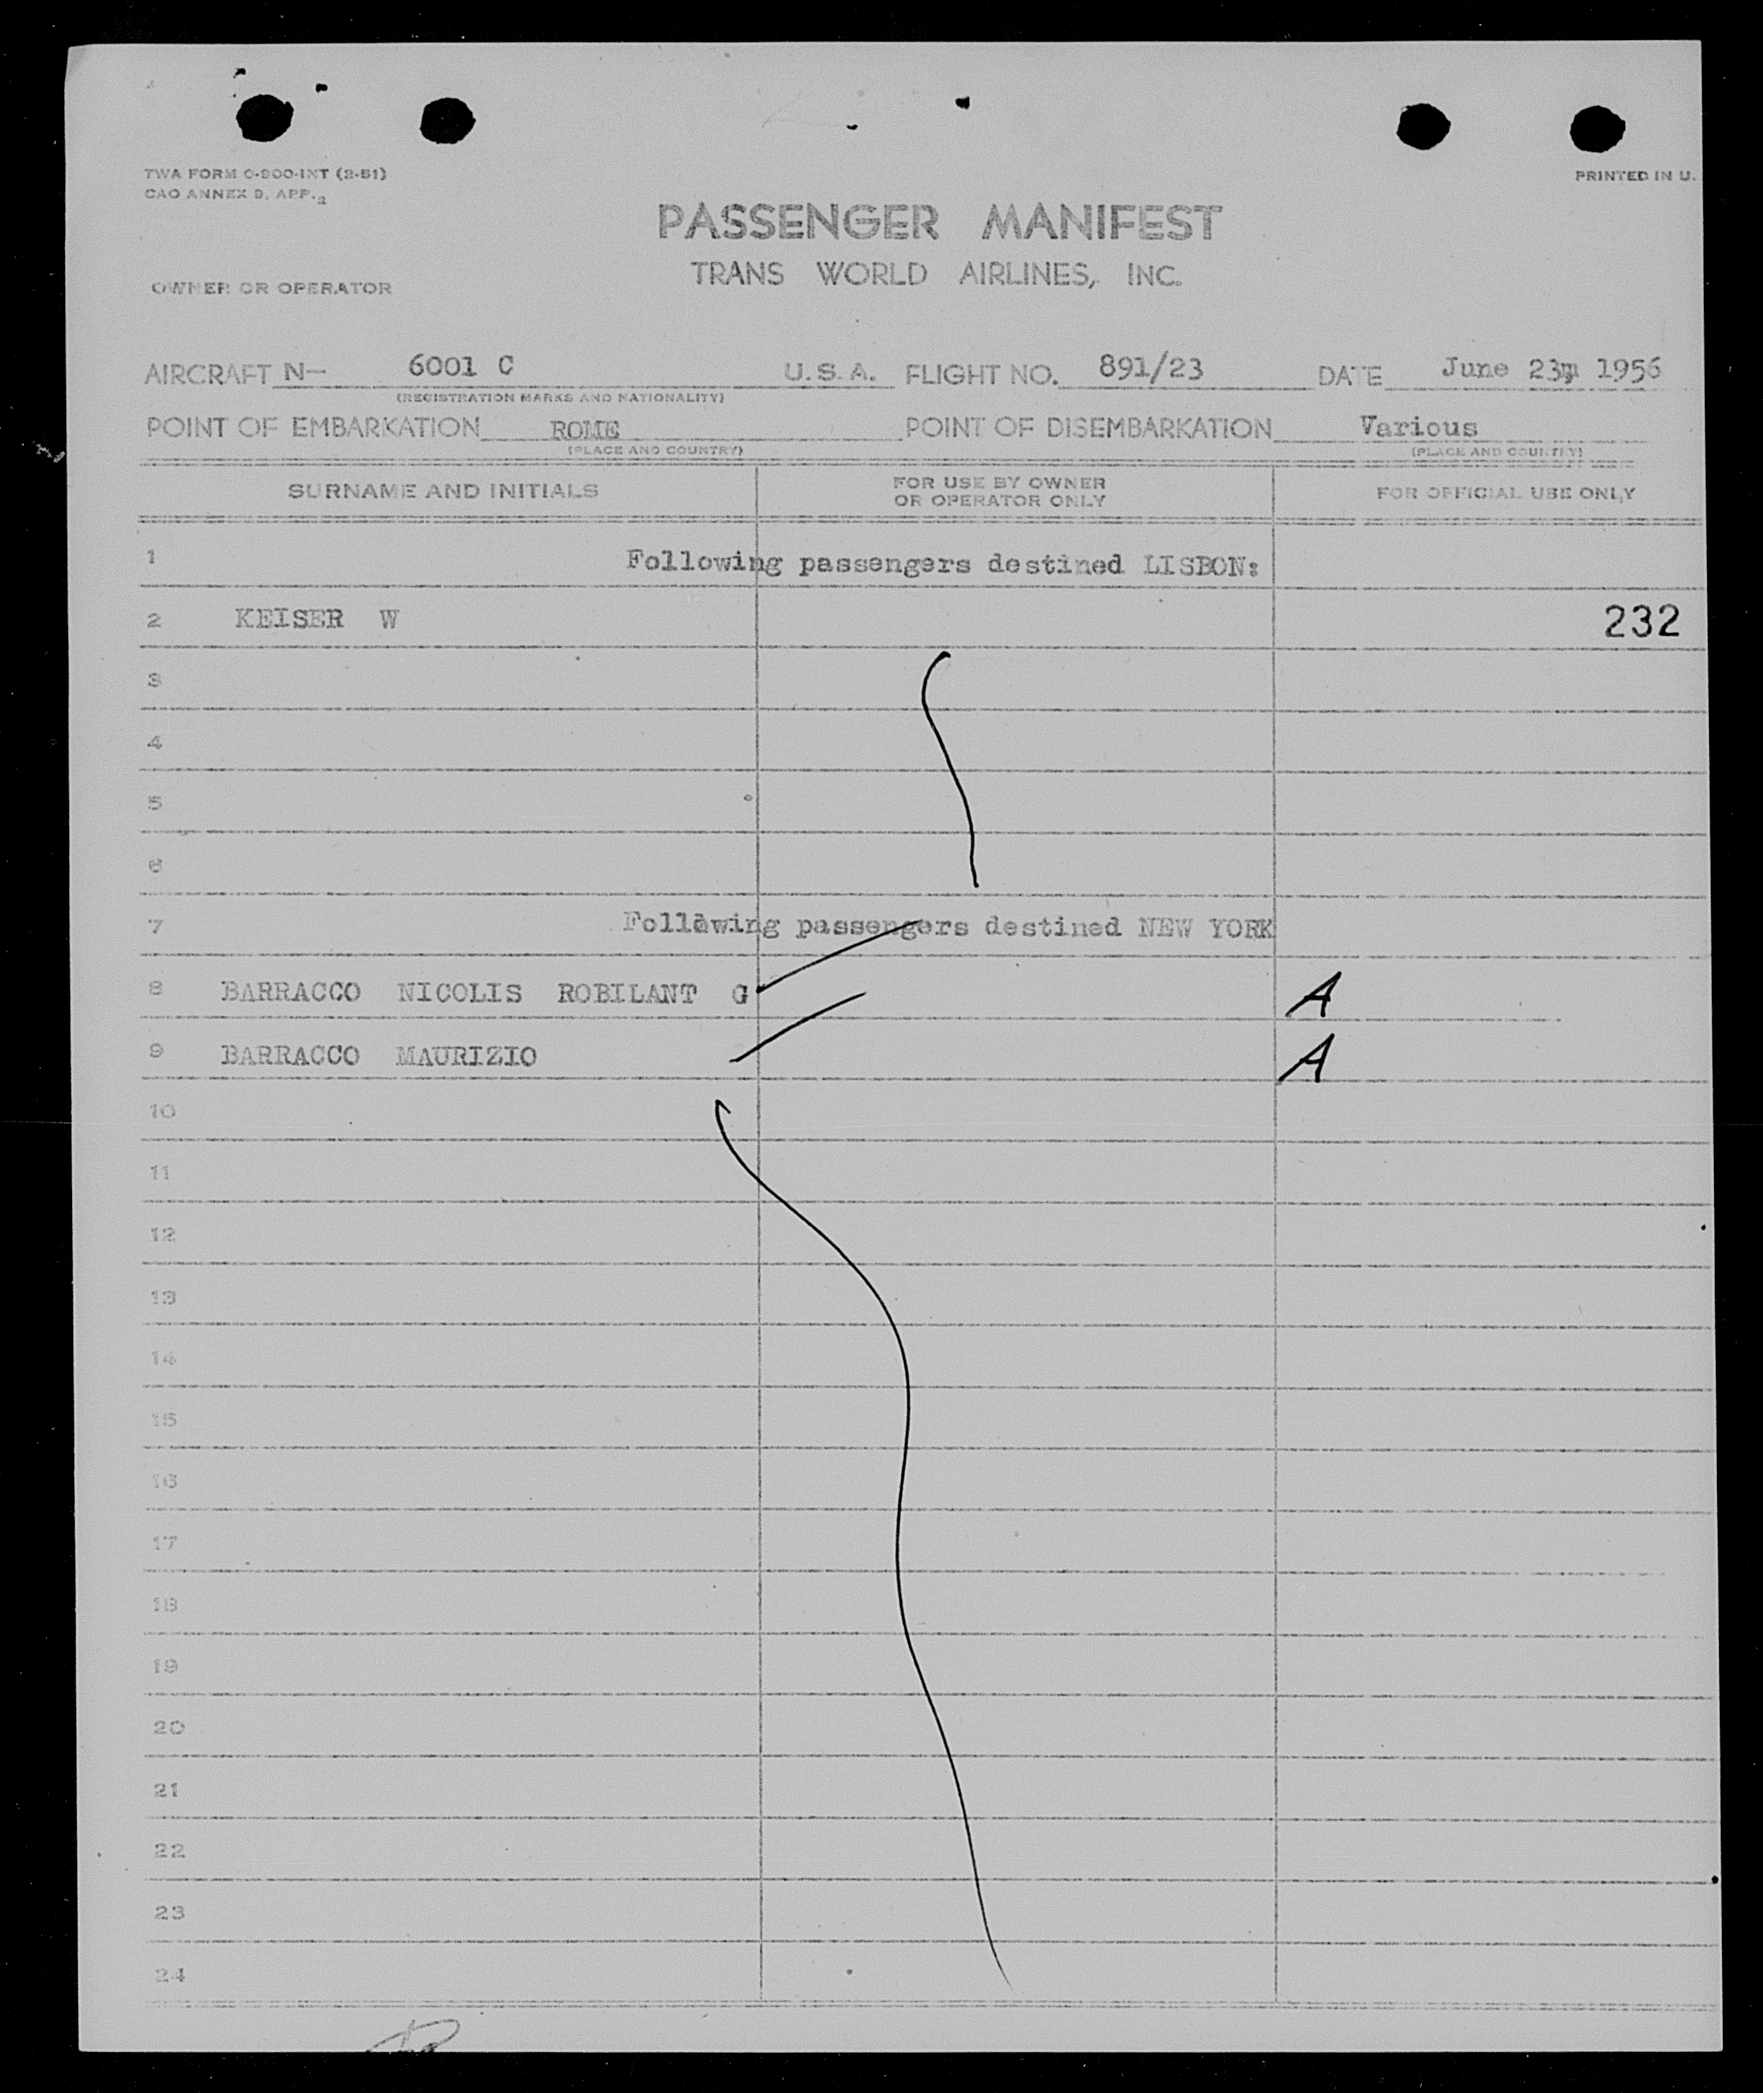 TWA FORM O-900-INT (2-51)
CAO ANNEX 9, APP. 2
PRINTED IN U.
PASSENGER MANIFEST
TRANS WORLD AIRLINES, INC.
OWNER OR OPERATOR
AIRCRAFT N- 6001 C U.S.A. FLIGHT NO. 891/23 DATE June 23, 1956
(REGISTRATION MARKS AND NATIONALITY)
POINT OF EMBARKATION ROME POINT OF DISEMBARKATION Various
(PLACE AND COUNTRY) (PLACE AND COUNTRY)
SURNAME AND INITIALS FOR USE BY OWNER OR OPERATOR ONLY FOR OFFICIAL USE ONLY
1 Following passengers destined LISBON:
2 KEISER W 232
3
4
5
6
7 Following passengers destined NEW YORK
8 BARRACCO NICOLIS ROBILANT G A
9 BARRACCO MAURIZIO A
10
11
12
13
14
15
16
17
18
19
20
21
22
23
24